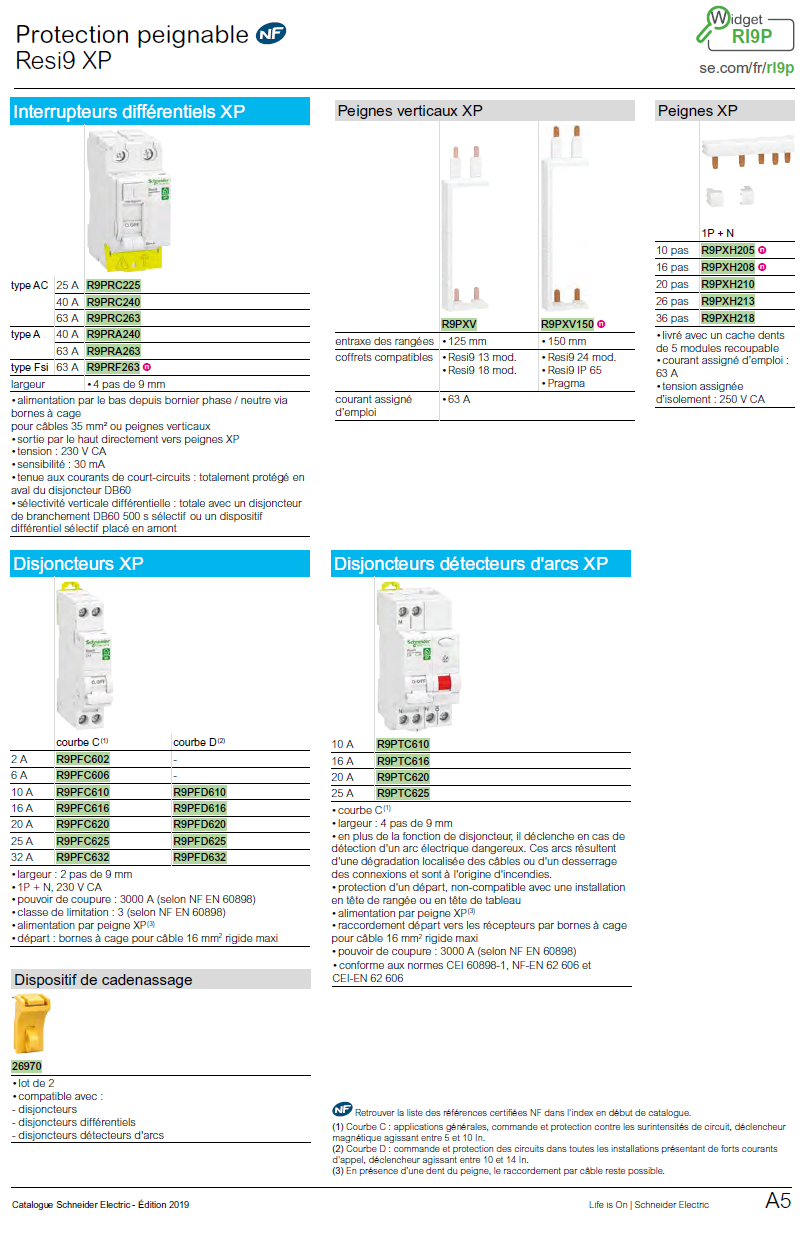 Protection peignable NF
Resi9 XP
Widget
RI9P
se.com/fr/rI9p
Interrupteurs différentiels XP
type AC 25 A R9PRC225
40 A R9PRC240
63 A R9PRC263
type A 40 A R9PRA240
63 A R9PRA263
type Fsi 63 A R9PRF263 n
largeur • 4 pas de 9 mm
• alimentation par le bas depuis bornier phase / neutre via
bornes à cage
pour câbles 35 mm² ou peignes verticaux
• sortie par le haut directement vers peignes XP
• tension : 230 V CA
• sensibilité : 30 mA
• tenue aux courants de court-circuits : totalement protégé en
aval du disjoncteur DB60
• sélectivité verticale différentielle : totale avec un disjoncteur
de branchement DB60 500 s sélectif ou un dispositif
différentiel sélectif placé en amont
Peignes verticaux XP
R9PXV R9PXV150 n
entraxe des rangées • 125 mm • 150 mm
coffrets compatibles • Resi9 13 mod. • Resi9 24 mod.
• Resi9 18 mod. • Resi9 IP 65
• Pragma
courant assigné • 63 A
d'emploi
Peignes XP
1P + N
10 pas R9PXH205 n
16 pas R9PXH208 n
20 pas R9PXH210
26 pas R9PXH213
36 pas R9PXH218
• livré avec un cache dents
de 5 modules recoupable
• courant assigné d'emploi :
63 A
• tension assignée
d'isolement : 250 V CA
Disjoncteurs XP
courbe C (1) courbe D (2)
2 A R9PFC602 -
6 A R9PFC606 -
10 A R9PFC610 R9PFD610
16 A R9PFC616 R9PFD616
20 A R9PFC620 R9PFD620
25 A R9PFC625 R9PFD625
32 A R9PFC632 R9PFD632
• largeur : 2 pas de 9 mm
• 1P + N, 230 V CA
• pouvoir de coupure : 3000 A (selon NF EN 60898)
• classe de limitation : 3 (selon NF EN 60898)
• alimentation par peigne XP (3)
• départ : bornes à cage pour câble 16 mm² rigide maxi
Disjoncteurs détecteurs d'arcs XP
10 A R9PTC610
16 A R9PTC616
20 A R9PTC620
25 A R9PTC625
• courbe C (1)
• largeur : 4 pas de 9 mm
• en plus de la fonction de disjoncteur, il déclenche en cas de
détection d'un arc électrique dangereux. Ces arcs résultent
d'une dégradation localisée des câbles ou d'un desserrage
des connexions et sont à l'origine d'incendies.
• protection d'un départ, non-compatible avec une installation
en tête de rangée ou en tête de tableau
• alimentation par peigne XP (3)
• raccordement départ vers les récepteurs par bornes à cage
pour câble 16 mm² rigide maxi
• pouvoir de coupure : 3000 A (selon NF EN 60898)
• conforme aux normes CEI 60898-1, NF-EN 62 606 et
CEI-EN 62 606
Dispositif de cadenassage
26970
• lot de 2
• compatible avec :
- disjoncteurs
- disjoncteurs différentiels
- disjoncteurs détecteurs d'arcs
NF Retrouver la liste des références certifiées NF dans l'index en début de catalogue.
(1) Courbe C : applications générales, commande et protection contre les surintensités de circuit, déclencheur
magnétique agissant entre 5 et 10 In.
(2) Courbe D : commande et protection des circuits dans toutes les installations présentant de forts courants
d'appel, déclencheur agissant entre 10 et 14 In.
(3) En présence d'une dent du peigne, le raccordement par câble reste possible.
Catalogue Schneider Electric - Édition 2019
Life is On | Schneider Electric A5